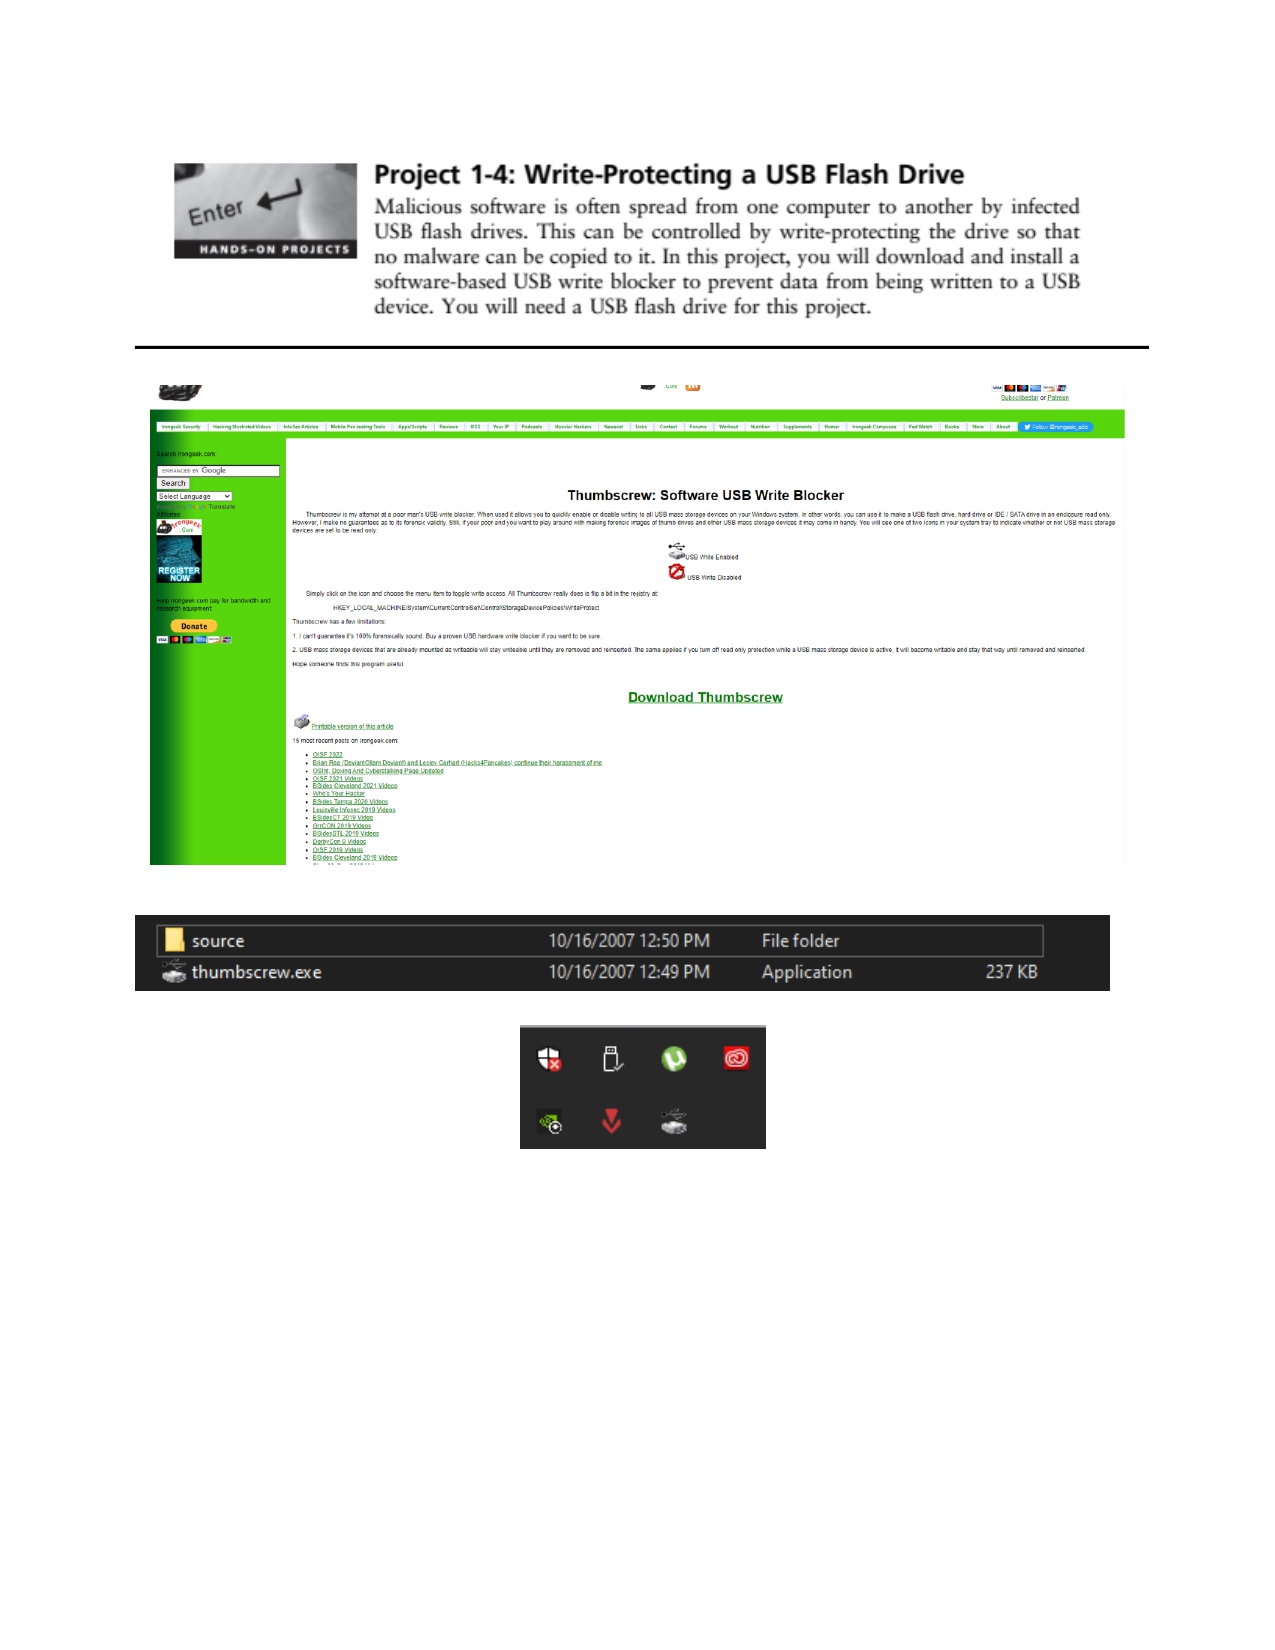 Project 1-4: Write-Protecting a USB Flash Drive
Malicious software is often spread from one computer to another by infected
USB flash drives. This can be controlled by write-protecting the drive so that
no malware can be copied to it. In this project, you will download and install a
software-based USB write blocker to prevent data from being written to a USB
device. You will need a USB flash drive for this project.
Enter
HANDS-ON PROJECTS
Subscribestar or Patreon
Irongeek Security Hacking Illustrated Videos InfoSec Articles Mobile Pen-testing Tools Apps/Scripts Reviews RSS Your IP Podcasts Hoosier Hackers Newest Links Contact Forums Workout Nutrition Supplements Humor Irongeek Campuses Fed Watch Books Store About Follow @irongeek_adc
Search Irongeek.com:
ENHANCED BY Google
Search
Select Language
Translate
Affiliates:
Irongeek
.Com
REGISTER
NOW
Help Irongeek.com pay for bandwidth and
research equipment:
Donate
Thumbscrew: Software USB Write Blocker
Thumbscrew is my attempt at a poor man's USB write blocker. When used it allows you to quickly enable or disable writing to all USB mass storage devices on your Windows system. In other words, you can use it to make a USB flash drive, hard drive or IDE / SATA drive in an enclosure read only.
However, I make no guarantees as to its forensic validity. Still, if your poor and you want to play around with making forensic images of thumb drives and other USB mass storage devices it may come in handy. You will see one of two icons in your system tray to indicate whether or not USB mass storage
devices are set to be read only:
USB Write Enabled
USB Write Disabled
Simply click on the icon and choose the menu item to toggle write access. All Thumbscrew really does is flip a bit in the registry at:
HKEY_LOCAL_MACHINE\System\CurrentControlSet\Control\StorageDevicePolicies\WriteProtect
Thumbscrew has a few limitations:
1. I can't guarantee it's 100% forensically sound. Buy a proven USB hardware write blocker if you want to be sure.
2. USB mass storage devices that are already mounted as writeable will stay writeable until they are removed and reinserted. The same applies if you turn off read only protection while a USB mass storage device is active, it will become writable and stay that way until removed and reinserted.
Hope someone finds this program useful.
Download Thumbscrew
Printable version of this article
15 most recent posts on Irongeek.com:
OISF 2022
Brian Rea (DeviantOllam Deviant!) and Lesley Carhart (Hacks4Pancakes) continue their harassment of me
OSInt, Doxing And Cyberstalking Page Updated
OISF 2021 Videos
BSides Cleveland 2021 Videos
Who's Your Hacker
BSides Tampa 2020 Videos
Louisville Infosec 2019 Videos
BSidesCT 2019 Video
GrrCON 2019 Videos
BSidesSTL 2019 Videos
DerbyCon 9 Videos
OISF 2019 Videos
BSides Cleveland 2019 Videos
source 10/16/2007 12:50 PM File folder
thumbscrew.exe 10/16/2007 12:49 PM Application 237 KB